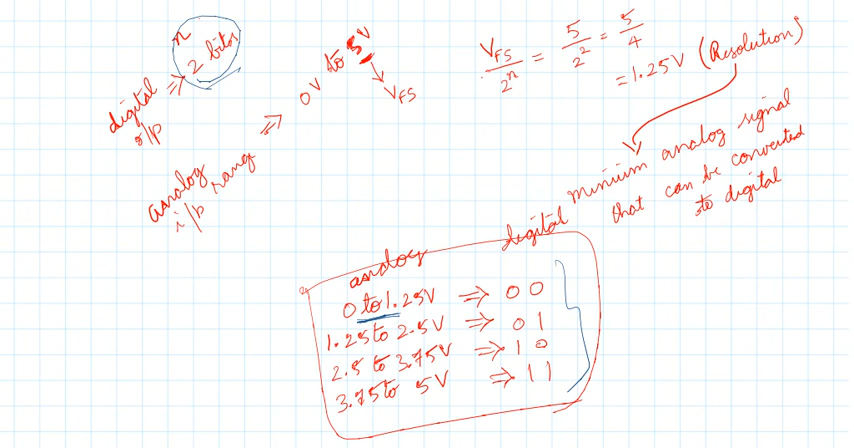 n
digital o/p ⇒ 2 bits
analog i/p rang ⇒ 0V to 5V
→ VFS
VFS/2^n = 5/2^2 = 5/4
= 1.25V (Resolution)
minium analog signal
that can be converted
to digital
analog digital
0 to 1.25V ⇒ 00
1.25 to 2.5V ⇒ 01
2.5 to 3.75V ⇒ 10
3.75 to 5V ⇒ 11